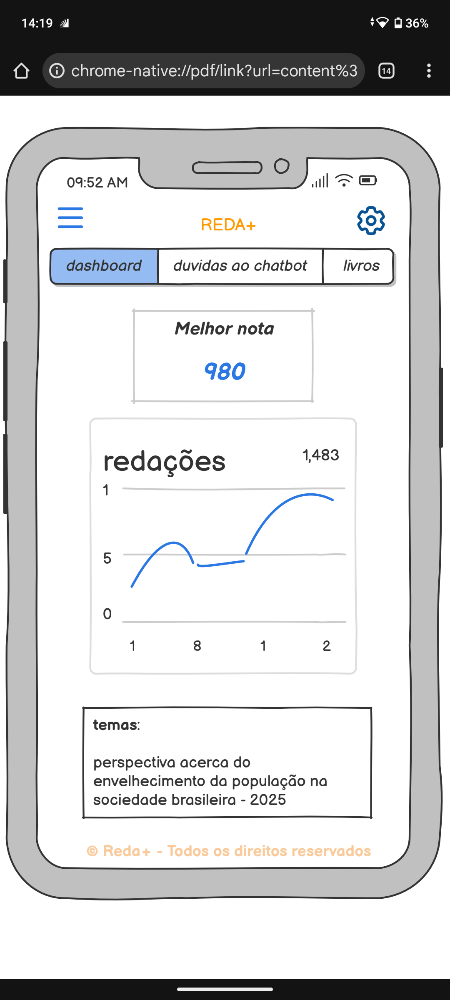 14:19
36%
chrome-native://pdf/link?url=content%3
14
09:52 AM
REDA+
dashboard
duvidas ao chatbot
livros
Melhor nota
980
redações
1,483
1
5
0
1 8 1 2
temas:
perspectiva acerca do
envelhecimento da população na
sociedade brasileira - 2025
© Reda+ - Todos os direitos reservados